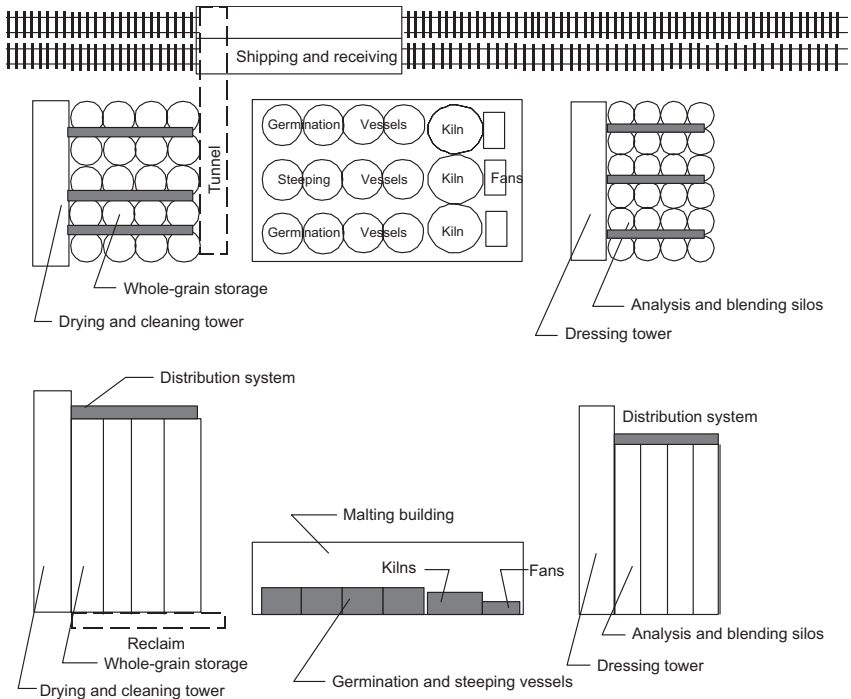 Shipping and receiving
Tunnel
Germination Vessels Kiln
Steeping Vessels Kiln Fans
Germination Vessels Kiln
Whole-grain storage
Drying and cleaning tower
Analysis and blending silos
Dressing tower
Distribution system
Distribution system
Malting building
Kilns
Fans
Reclaim
Whole-grain storage
Drying and cleaning tower
Germination and steeping vessels
Analysis and blending silos
Dressing tower